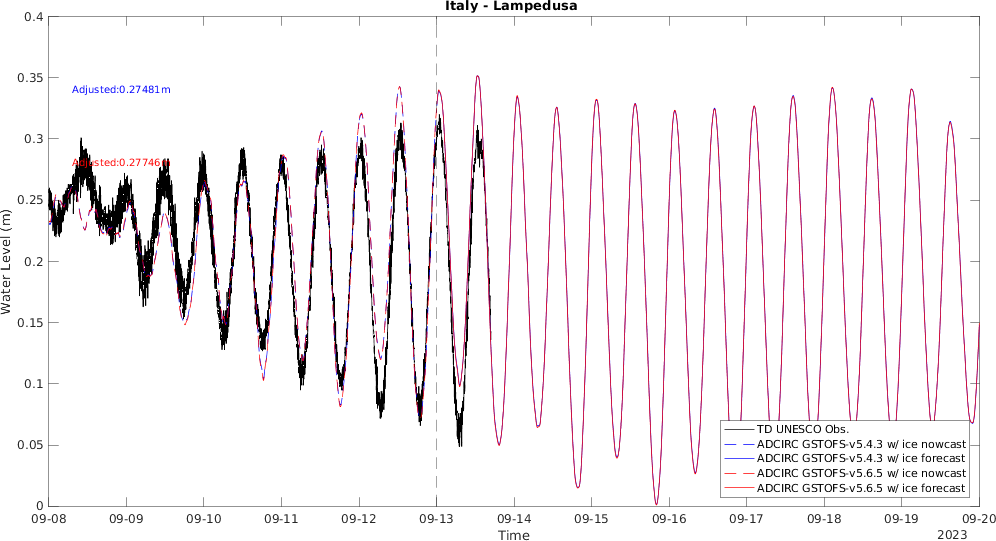 Italy - Lampedusa
0.4
0.35
0.3
0.25
0.2
0.15
0.1
0.05
0
Water Level (m)
Adjusted:0.27481m
Adjusted:0.27746m
TD UNESCO Obs.
ADCIRC GSTOFS-v5.4.3 w/ ice nowcast
ADCIRC GSTOFS-v5.4.3 w/ ice forecast
ADCIRC GSTOFS-v5.6.5 w/ ice nowcast
ADCIRC GSTOFS-v5.6.5 w/ ice forecast
09-08 09-09 09-10 09-11 09-12 09-13 09-14 09-15 09-16 09-17 09-18 09-19 09-20
Time
2023